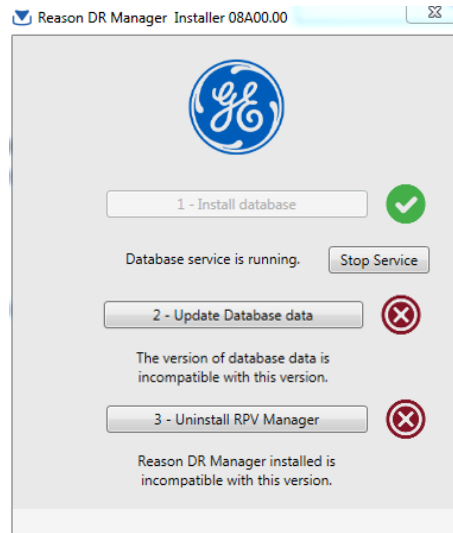 Reason DR Manager Installer 08A00.00
GE
1 - Install database
Database service is running. Stop Service
2 - Update Database data
The version of database data is
incompatible with this version.
3 - Uninstall RPV Manager
Reason DR Manager installed is
incompatible with this version.